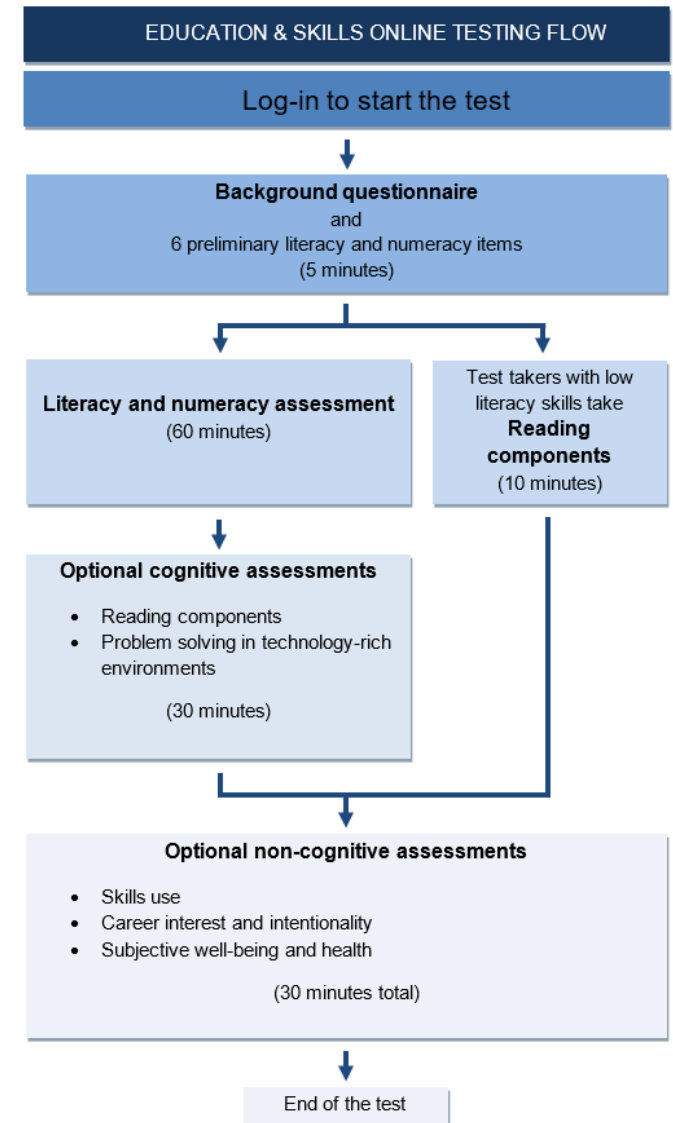 EDUCATION & SKILLS ONLINE TESTING FLOW
Log-in to start the test
Background questionnaire
and
6 preliminary literacy and numeracy items
(5 minutes)
Literacy and numeracy assessment
(60 minutes)
Test takers with low
literacy skills take
Reading
components
(10 minutes)
Optional cognitive assessments
• Reading components
• Problem solving in technology-rich
environments
(30 minutes)
Optional non-cognitive assessments
• Skills use
• Career interest and intentionality
• Subjective well-being and health
(30 minutes total)
End of the test